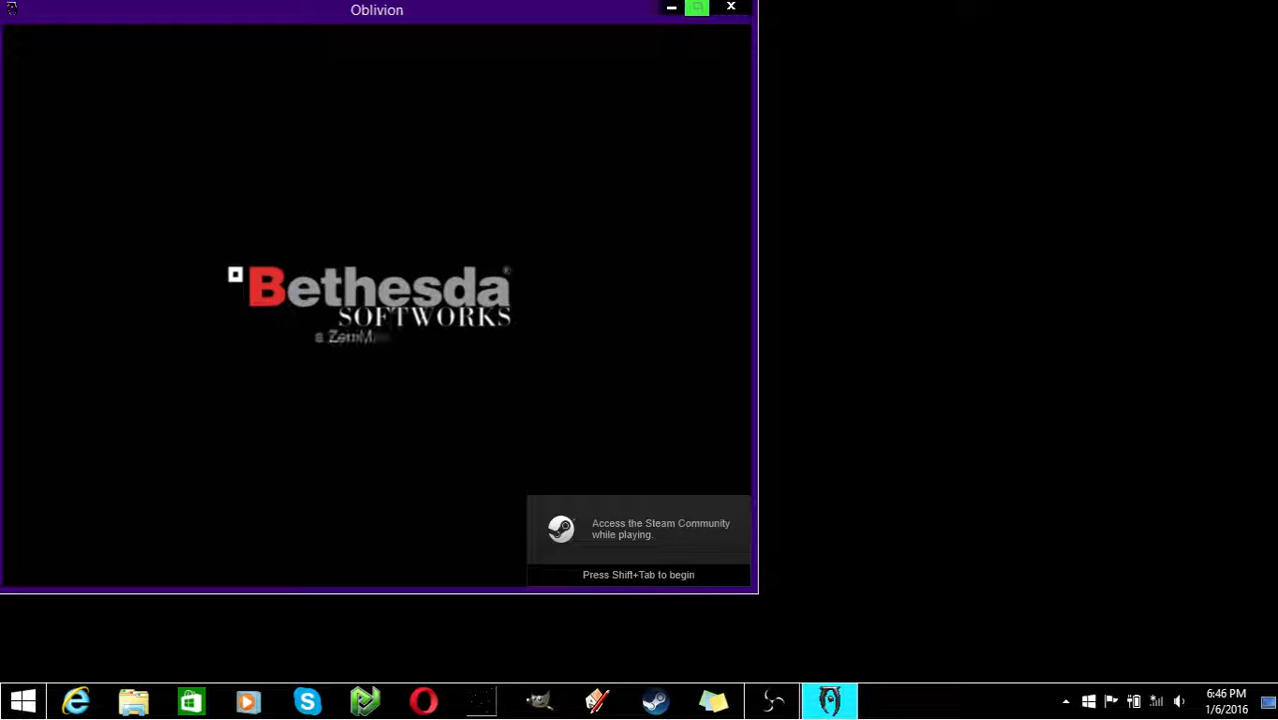 Oblivion
Bethesda®
SOFTWORKS
a ZeniM
Access the Steam Community
while playing.
Press Shift+Tab to begin
6:46 PM
1/6/2016